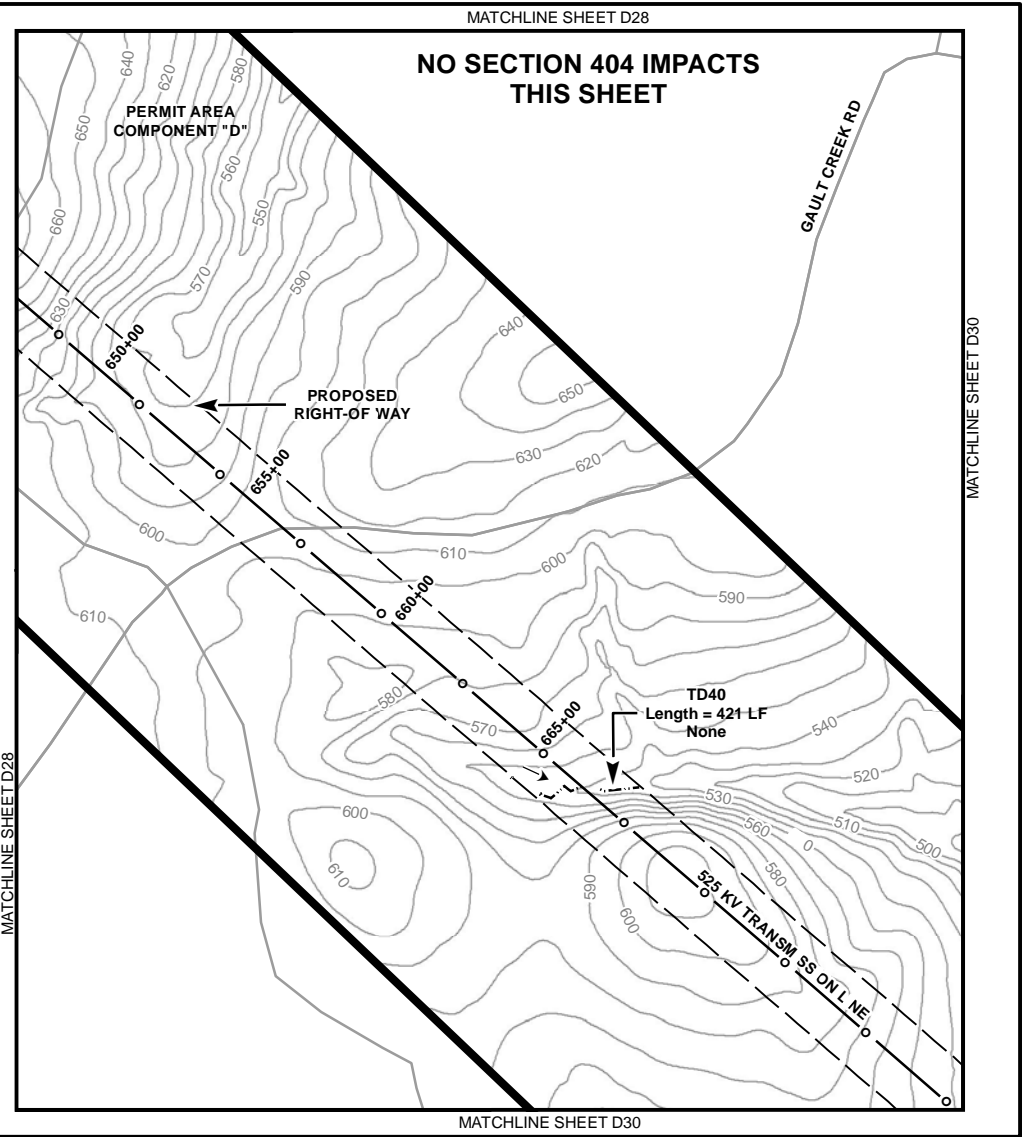 MATCHLINE SHEET D28
NO SECTION 404 IMPACTS
THIS SHEET
640
620
580
PERMIT AREA
COMPONENT "D"
650
560
550
660
570
590
630
GAULT CREEK RD
640
650
650+00
PROPOSED
RIGHT-OF WAY
MATCHLINE SHEET D30
655+00
630
620
600
610
600
590
660+00
610
580
570
665+00
TD40
Length = 421 LF
None
540
520
530
510
500
560
0
580
600
610
590
600
525 KV TRANSM SS ON L NE
MATCHLINE SHEET D28
MATCHLINE SHEET D30